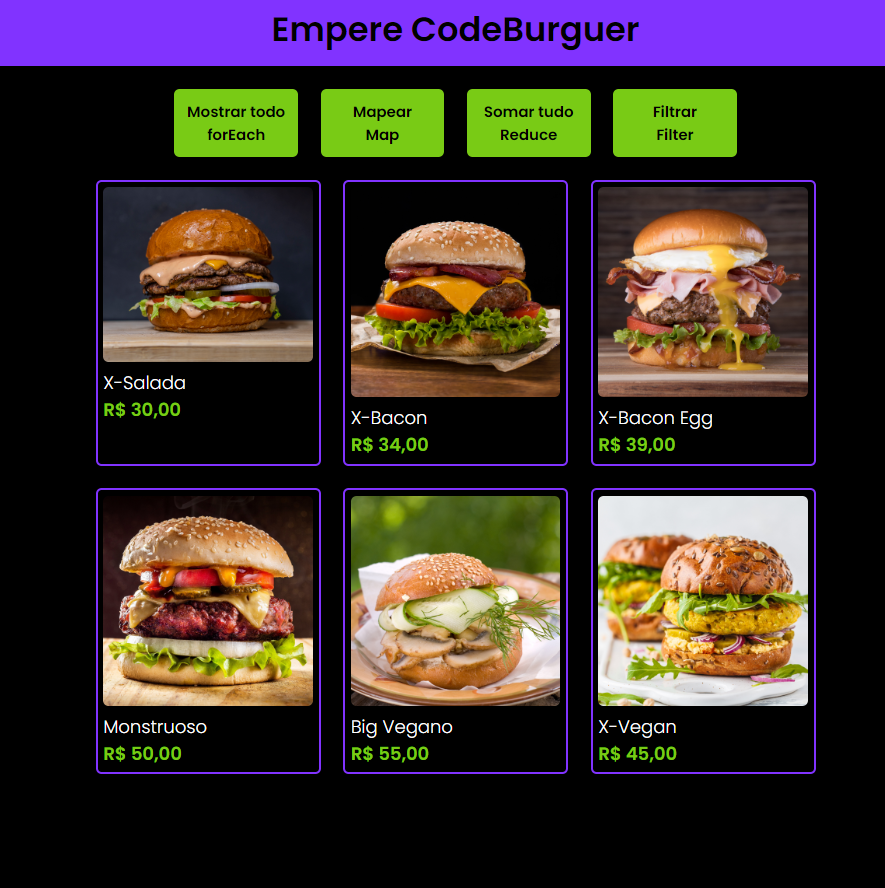 Empere CodeBurguer
Mostrar todo
forEach
Mapear
Map
Somar tudo
Reduce
Filtrar
Filter
X-Salada
R$ 30,00
X-Bacon
R$ 34,00
X-Bacon Egg
R$ 39,00
Monstruoso
R$ 50,00
Big Vegano
R$ 55,00
X-Vegan
R$ 45,00